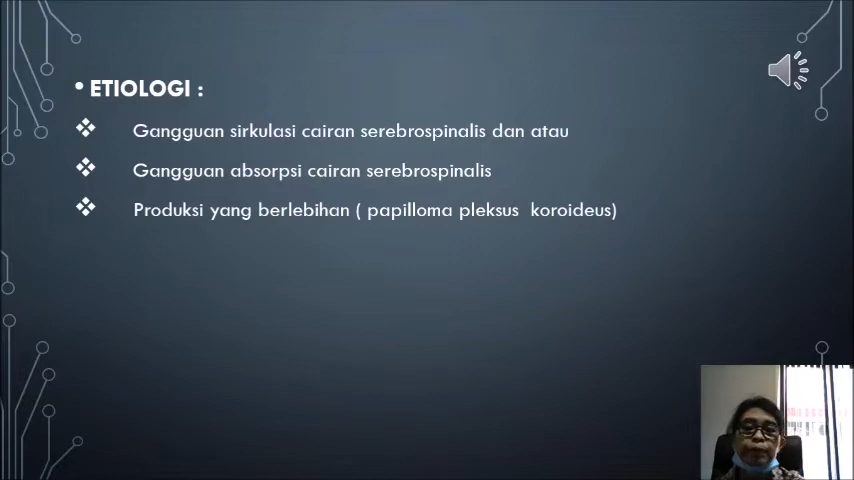 • ETIOLOGI :
❖ Gangguan sirkulasi cairan serebrospinalis dan atau
❖ Gangguan absorpsi cairan serebrospinalis
❖ Produksi yang berlebihan ( papilloma pleksus koroideus)